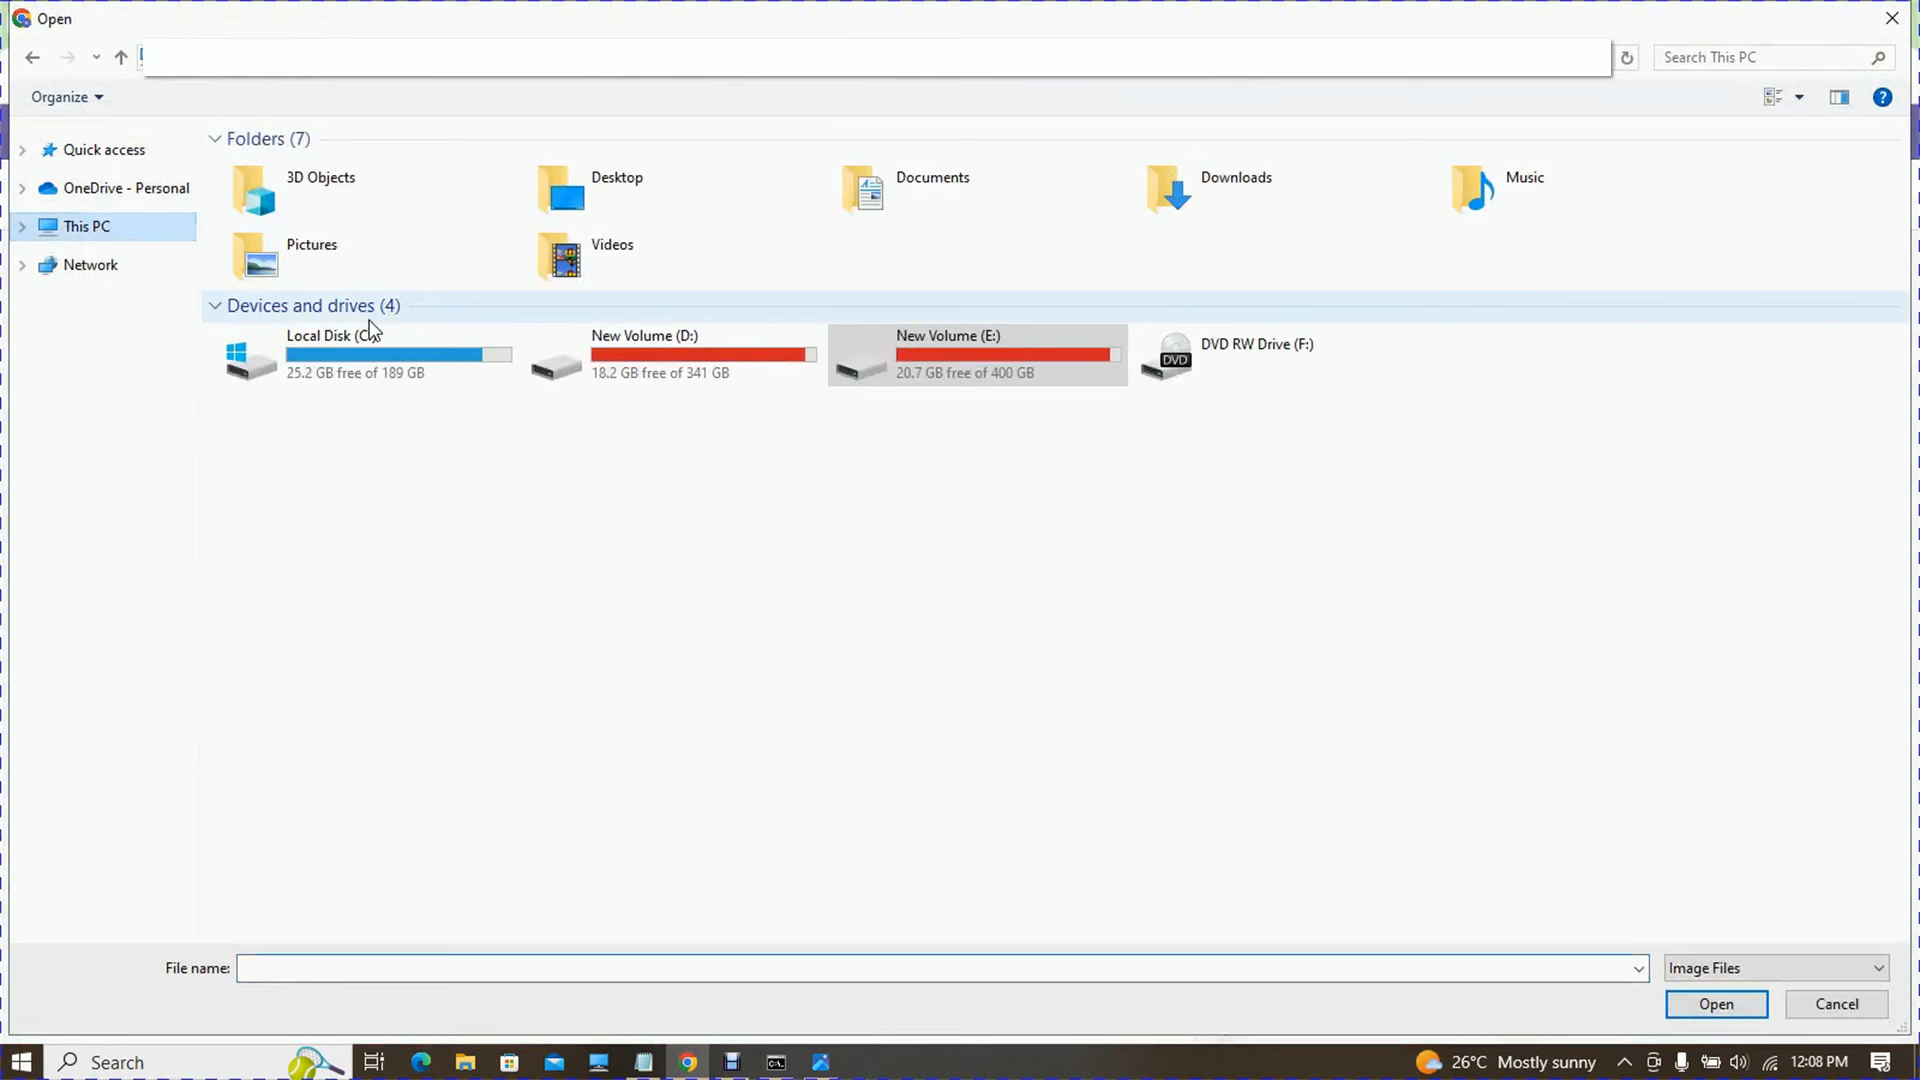 Open
Search This PC
Organize
Quick access
OneDrive - Personal
This PC
Network
Folders (7)
3D Objects
Desktop
Documents
Downloads
Music
Pictures
Videos
Devices and drives (4)
Local Disk (C
25.2 GB free of 189 GB
New Volume (D:)
18.2 GB free of 341 GB
New Volume (E:)
20.7 GB free of 400 GB
DVD
DVD RW Drive (F:)
File name:
Image Files
Open
Cancel
Search
26°C Mostly sunny
12:08 PM